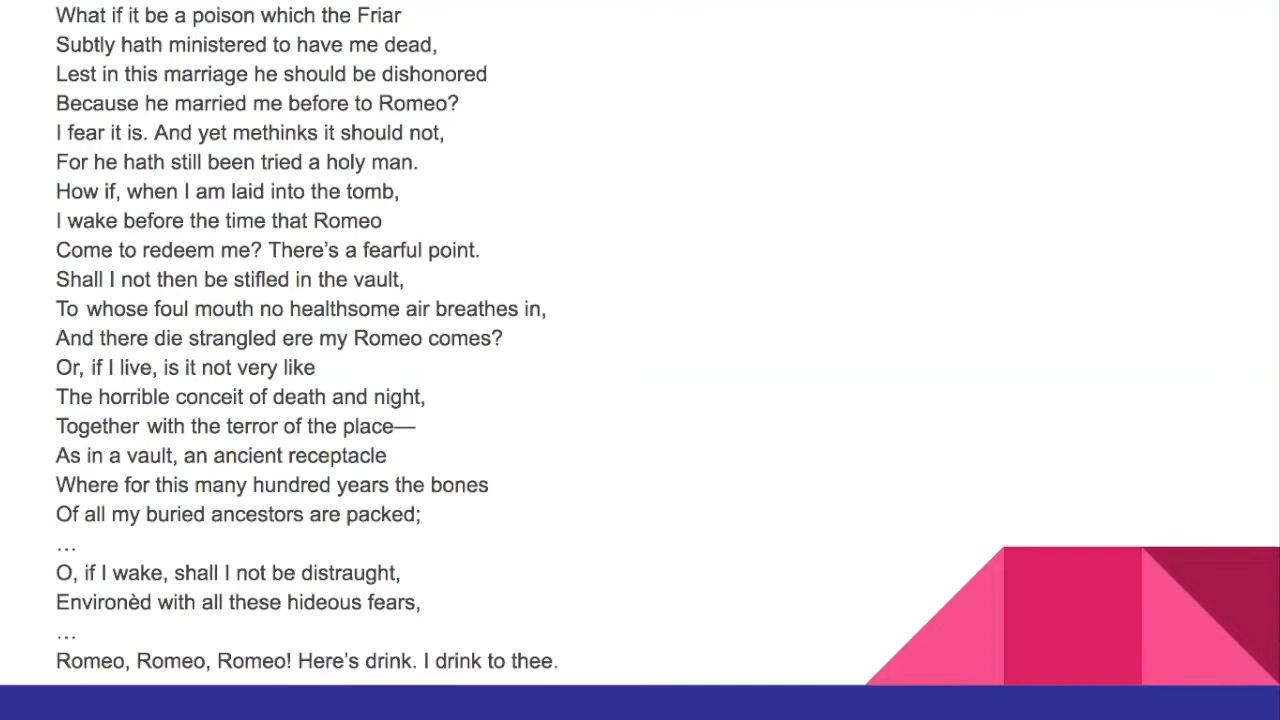 What if it be a poison which the Friar
Subtly hath ministered to have me dead,
Lest in this marriage he should be dishonored
Because he married me before to Romeo?
I fear it is. And yet methinks it should not,
For he hath still been tried a holy man.
How if, when I am laid into the tomb,
I wake before the time that Romeo
Come to redeem me? There’s a fearful point.
Shall I not then be stifled in the vault,
To whose foul mouth no healthsome air breathes in,
And there die strangled ere my Romeo comes?
Or, if I live, is it not very like
The horrible conceit of death and night,
Together with the terror of the place—
As in a vault, an ancient receptacle
Where for this many hundred years the bones
Of all my buried ancestors are packed;
…
O, if I wake, shall I not be distraught,
Environèd with all these hideous fears,
…
Romeo, Romeo, Romeo! Here’s drink. I drink to thee.